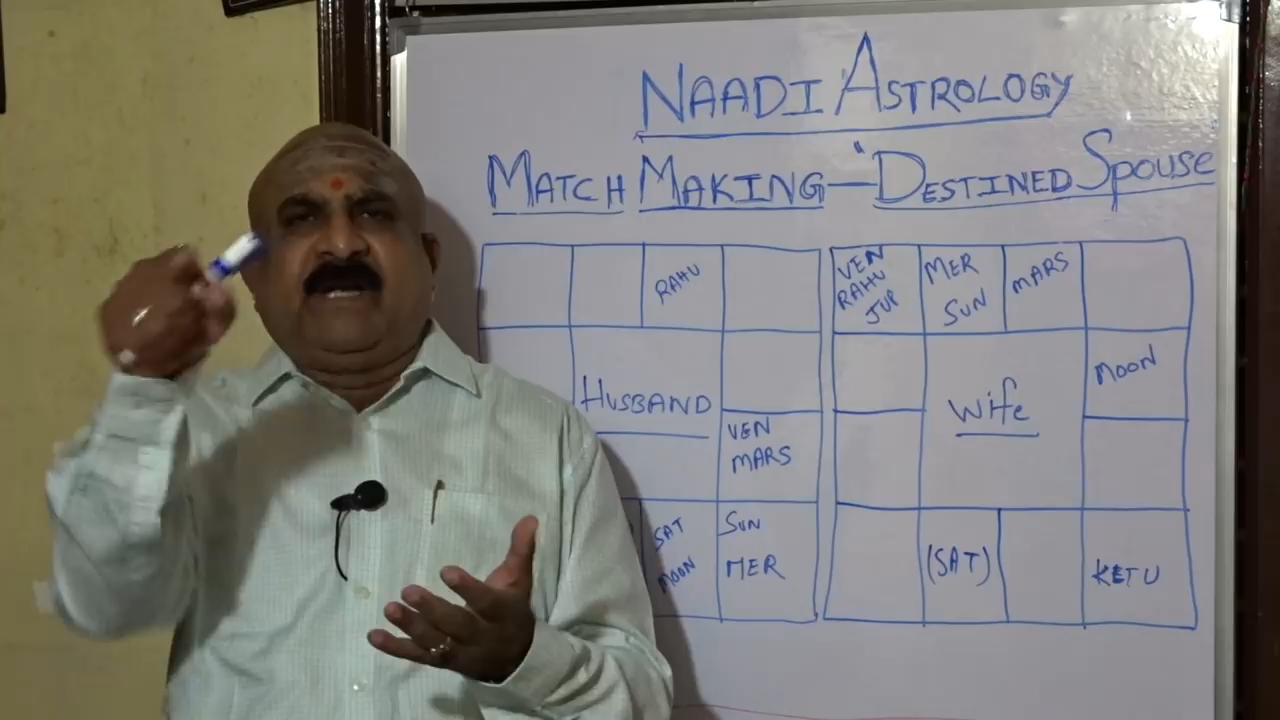 NAADI ASTROLOGY
MATCH MAKING — "DESTINED SPOUSE
RAHU
HUSBAND
VEN
MARS
SAT
MOON
SUN
MER
VEN
RAHU
JUP
MER
SUN
MARS
MOON
Wife
(SAT)
KETU